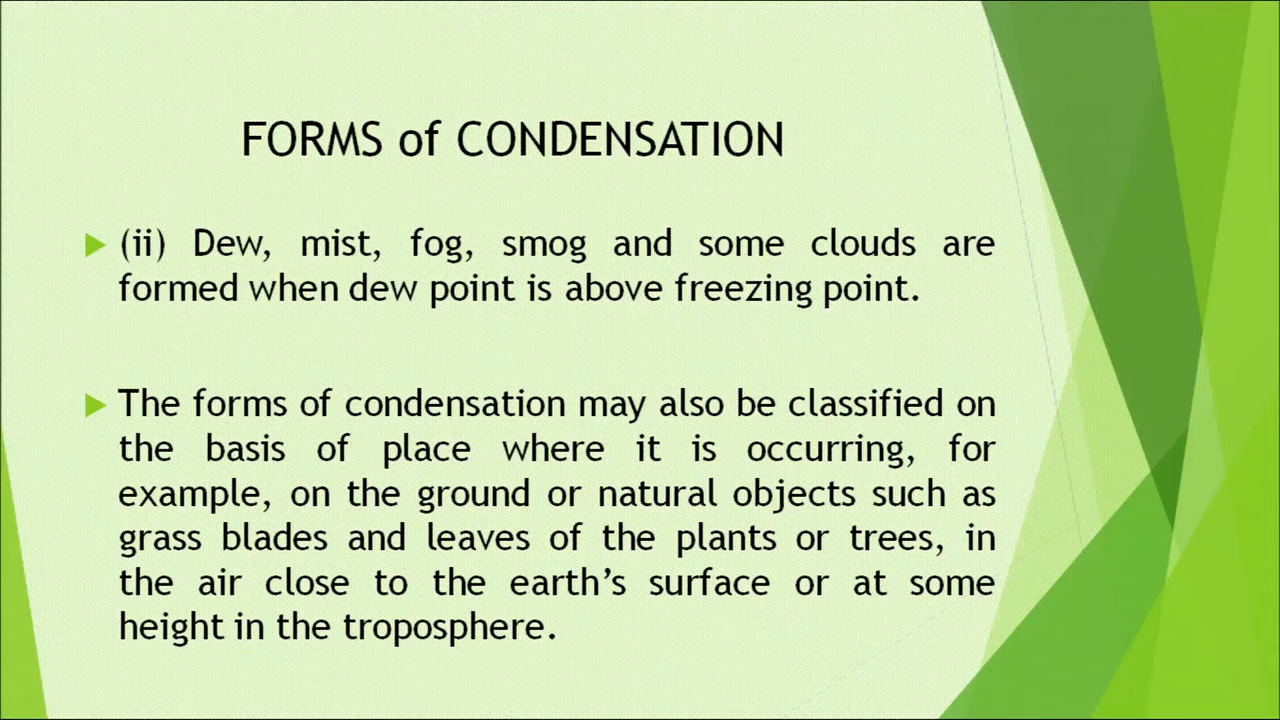 FORMS of CONDENSATION
(ii) Dew, mist, fog, smog and some clouds are
formed when dew point is above freezing point.
The forms of condensation may also be classified on
the basis of place where it is occurring, for
example, on the ground or natural objects such as
grass blades and leaves of the plants or trees, in
the air close to the earth’s surface or at some
height in the troposphere.